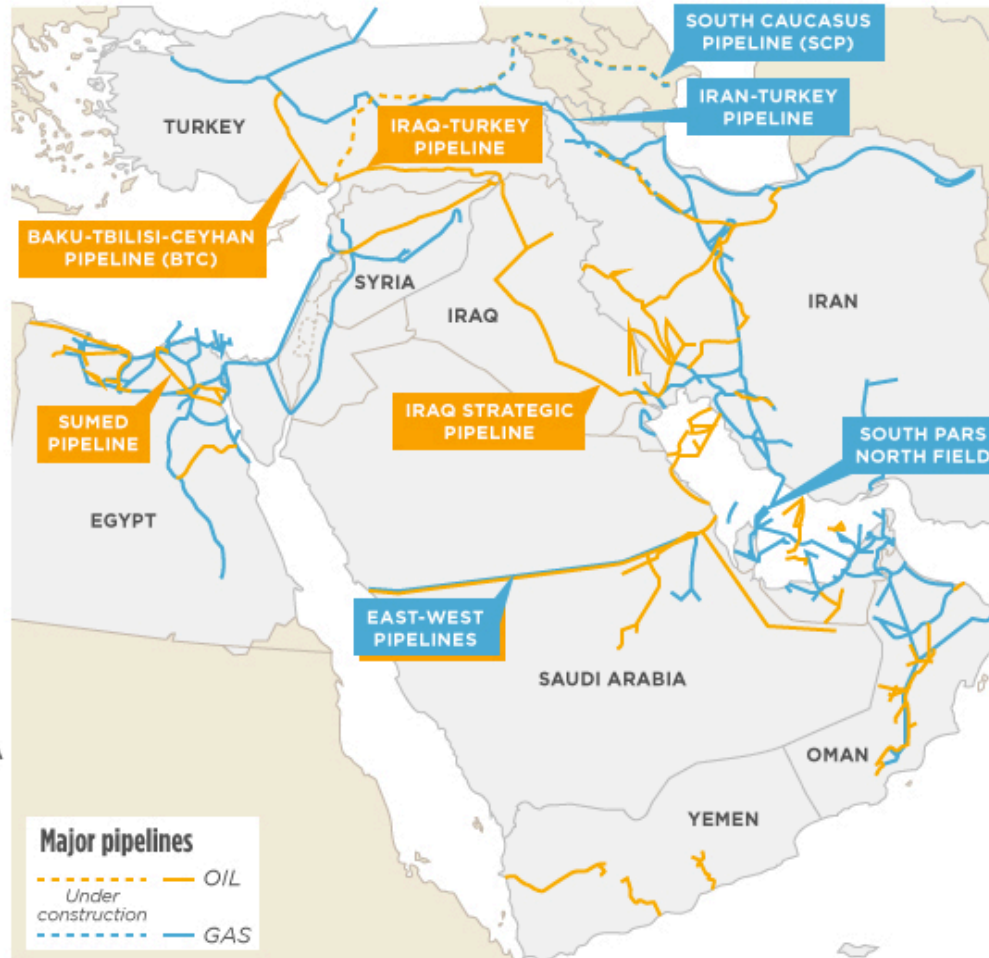 SOUTH CAUCASUS
PIPELINE (SCP)
IRAN-TURKEY
PIPELINE
TURKEY
IRAQ-TURKEY
PIPELINE
BAKU-TBILISI-CEYHAN
PIPELINE (BTC)
SYRIA
IRAQ
IRAN
SUMED
PIPELINE
IRAQ STRATEGIC
PIPELINE
SOUTH PARS
NORTH FIELD
EGYPT
EAST-WEST
PIPELINES
SAUDI ARABIA
OMAN
YEMEN
Major pipelines
OIL
Under
construction
GAS